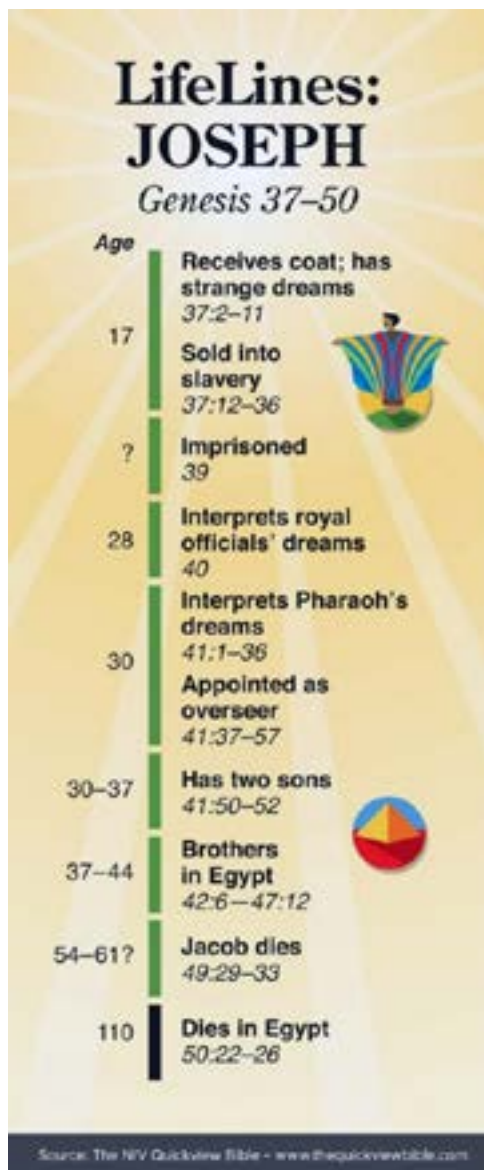 LifeLines:
JOSEPH
Genesis 37–50
Age
17
Receives coat; has
strange dreams
37:2–11
Sold into
slavery
37:12–36
?
Imprisoned
39
28
Interprets royal
officials' dreams
40
30
Interprets Pharaoh's
dreams
41:1–36
Appointed as
overseer
41:37–57
30–37
Has two sons
41:50–52
37–44
Brothers
in Egypt
42:6—47:12
54–61?
Jacob dies
49:29–33
110
Dies in Egypt
50:22–26
Source: The NIV Quickview Bible – www.thequickviewbible.com